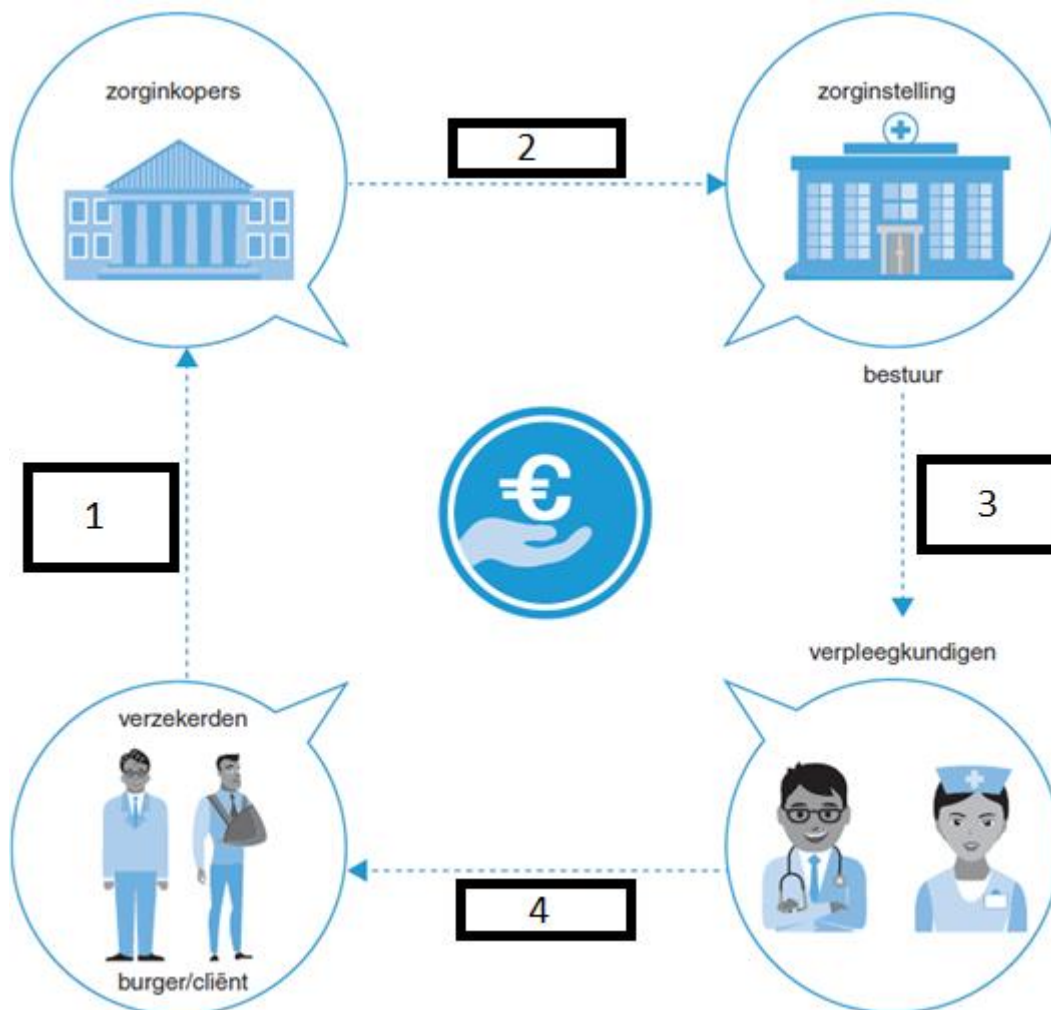 zorginkopers
zorginstelling
2
bestuur
1
€
3
verpleegkundigen
verzekerden
4
burger/cliënt